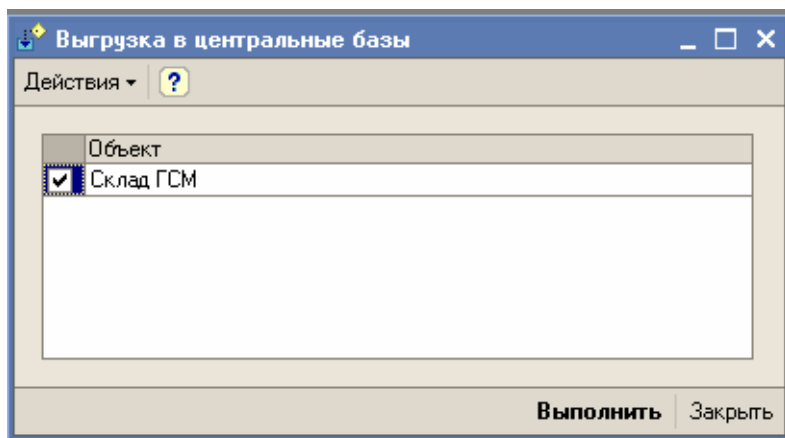 Выгрузка в центральные базы
Действия ?
Объект
Склад ГСМ
Выполнить Закрыть